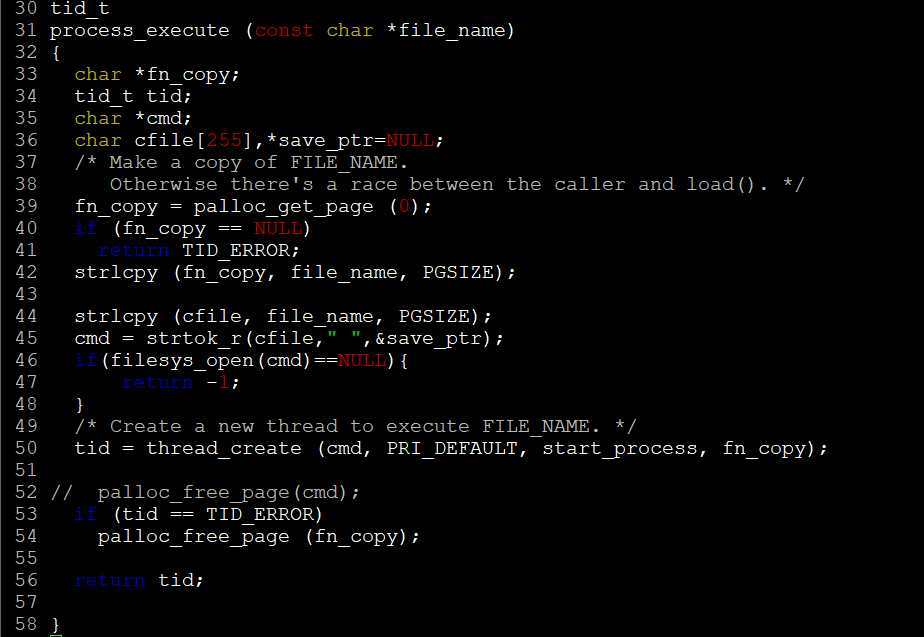 30 tid_t
31 process_execute (const char *file_name)
32 {
33   char *fn_copy;
34   tid_t tid;
35   char *cmd;
36   char cfile[255],*save_ptr=NULL;
37   /* Make a copy of FILE_NAME.
38      Otherwise there's a race between the caller and load(). */
39   fn_copy = palloc_get_page (0);
40   if (fn_copy == NULL)
41     return TID_ERROR;
42   strlcpy (fn_copy, file_name, PGSIZE);
43
44   strlcpy (cfile, file_name, PGSIZE);
45   cmd = strtok_r(cfile," ",&save_ptr);
46   if(filesys_open(cmd)==NULL){
47       return -1;
48   }
49   /* Create a new thread to execute FILE_NAME. */
50   tid = thread_create (cmd, PRI_DEFAULT, start_process, fn_copy);
51
52 //  palloc_free_page(cmd);
53   if (tid == TID_ERROR)
54     palloc_free_page (fn_copy);
55
56   return tid;
57
58 }